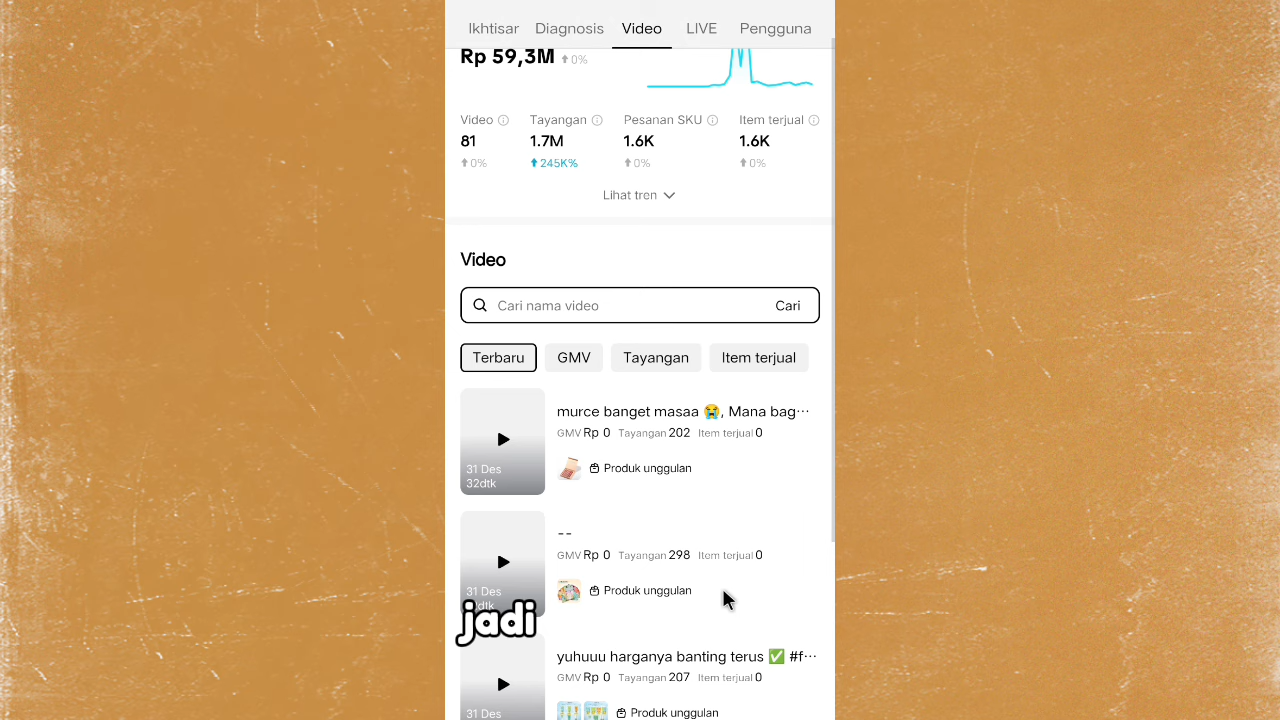 Ikhtisar Diagnosis Video LIVE Pengguna
Rp 59,3M 0%
Video Tayangan Pesanan SKU Item terjual
81 1.7M 1.6K 1.6K
0% 245K% 0% 0%
Lihat tren
Video
Cari nama video Cari
Terbaru GMV Tayangan Item terjual
murce banget masaa 😭, Mana bag···
GMV Rp 0 Tayangan 202 Item terjual 0
31 Des
32dtk
Produk unggulan
--
GMV Rp 0 Tayangan 298 Item terjual 0
31 Des
Produk unggulan
jadi
yuhuuu harganya banting terus ✅ #f···
GMV Rp 0 Tayangan 207 Item terjual 0
31 Des
Produk unggulan